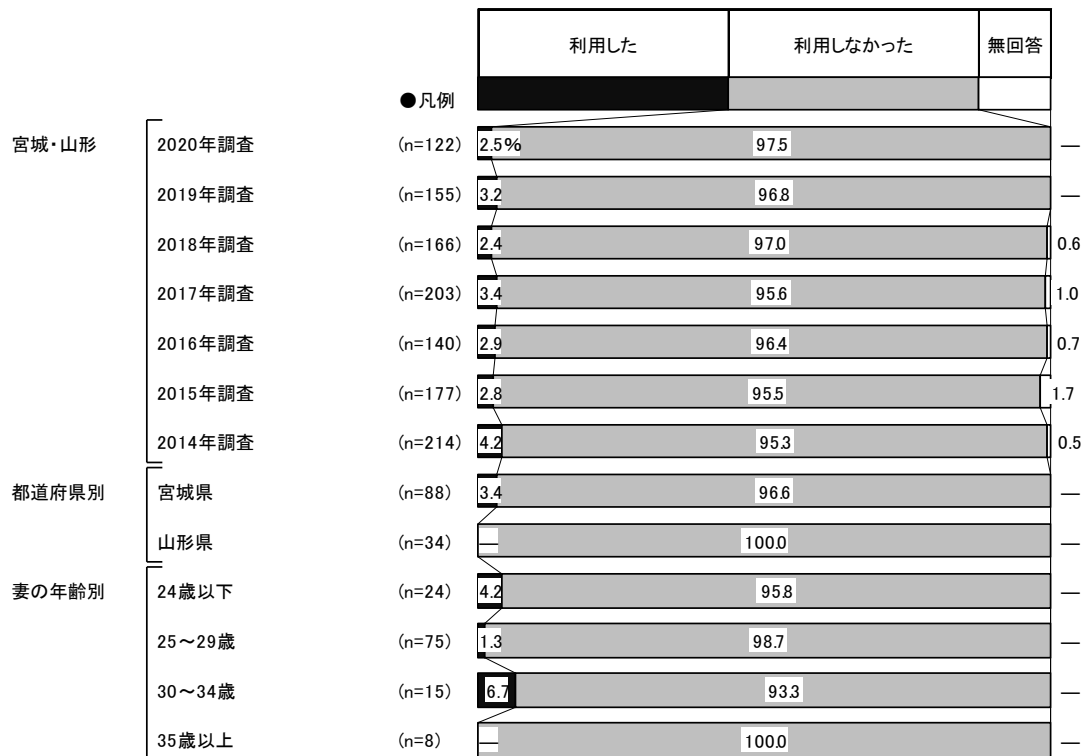 利用した 利用しなかった 無回答
●凡例
宮城・山形 2020年調査 (n=122) 2.5% 97.5 —
2019年調査 (n=155) 3.2 96.8 —
2018年調査 (n=166) 2.4 97.0 0.6
2017年調査 (n=203) 3.4 95.6 1.0
2016年調査 (n=140) 2.9 96.4 0.7
2015年調査 (n=177) 2.8 95.5 1.7
2014年調査 (n=214) 4.2 95.3 0.5
都道府県別 宮城県 (n=88) 3.4 96.6 —
山形県 (n=34) — 100.0 —
妻の年齢別 24歳以下 (n=24) 4.2 95.8 —
25～29歳 (n=75) 1.3 98.7 —
30～34歳 (n=15) 6.7 93.3 —
35歳以上 (n=8) — 100.0 —